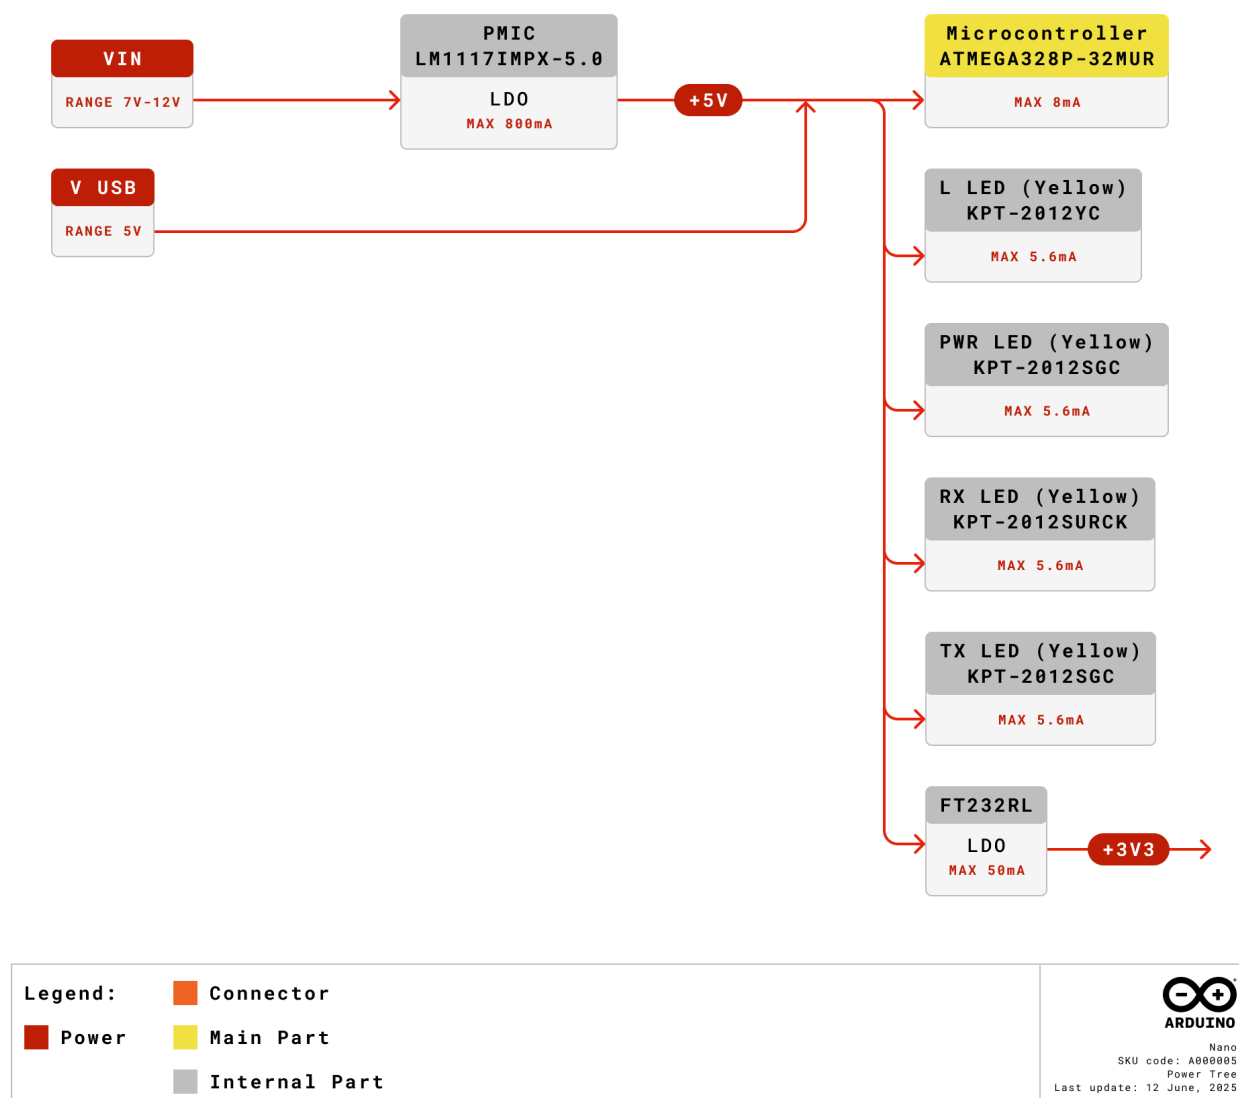 VIN
RANGE 7V-12V
PMIC
LM1117IMPX-5.0
LDO
MAX 800mA
+5V
Microcontroller
ATMEGA328P-32MUR
MAX 8mA
V USB
RANGE 5V
L LED (Yellow)
KPT-2012YC
MAX 5.6mA
PWR LED (Yellow)
KPT-2012SGC
MAX 5.6mA
RX LED (Yellow)
KPT-2012SURCK
MAX 5.6mA
TX LED (Yellow)
KPT-2012SGC
MAX 5.6mA
FT232RL
LDO
MAX 50mA
+3V3
Legend:
Power
Connector
Main Part
Internal Part
ARDUINO
Nano
SKU code: A000005
Power Tree
Last update: 12 June, 2025